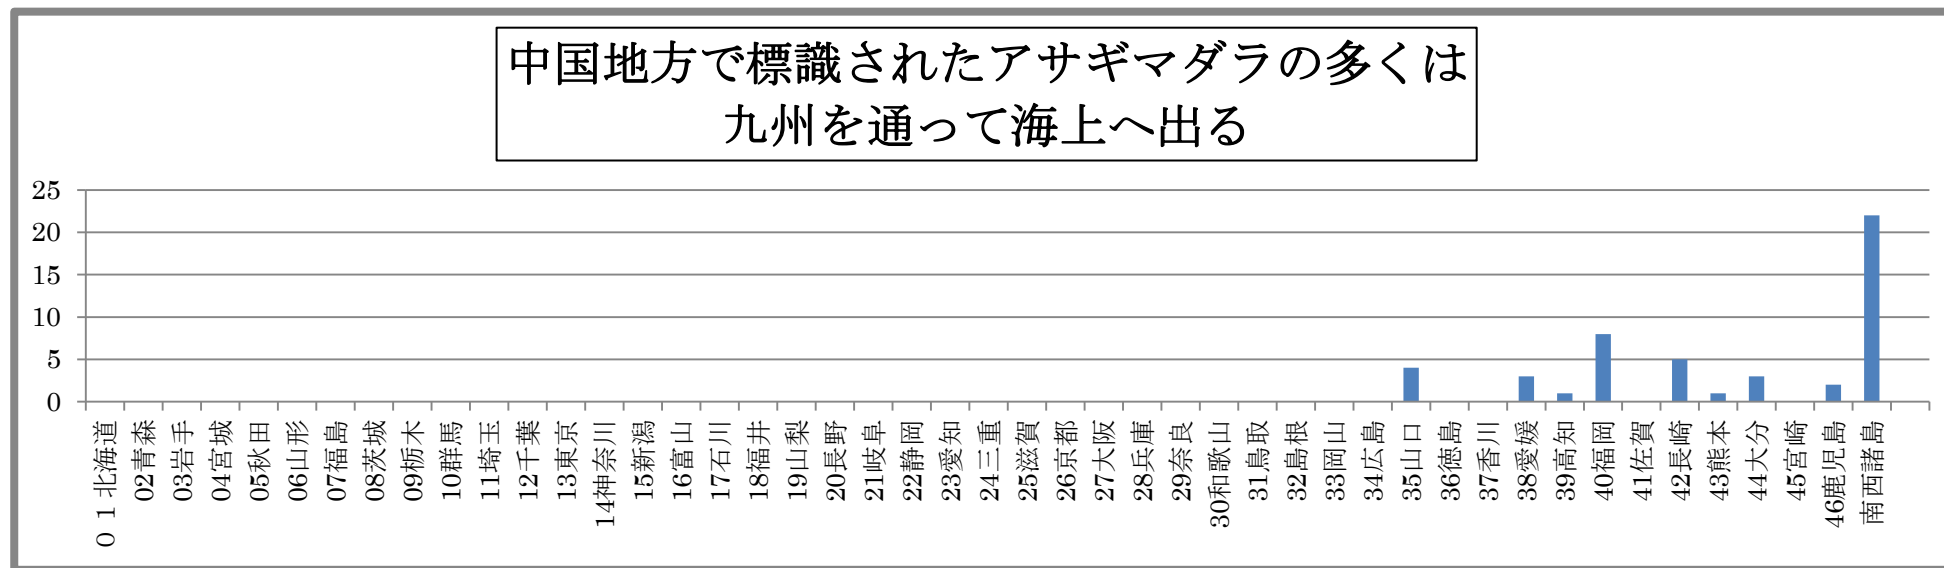 中国地方で標識されたアサギマダラの多くは
九州を通って海上へ出る
25
20
15
10
5
0
０１北海道
02青森
03岩手
04宮城
05秋田
06山形
07福島
08茨城
09栃木
10群馬
11埼玉
12千葉
13東京
14神奈川
15新潟
16富山
17石川
18福井
19山梨
20長野
21岐阜
22静岡
23愛知
24三重
25滋賀
26京都
27大阪
28兵庫
29奈良
30和歌山
31鳥取
32島根
33岡山
34広島
35山口
36徳島
37香川
38愛媛
39高知
40福岡
41佐賀
42長崎
43熊本
44大分
45宮崎
46鹿児島
南西諸島